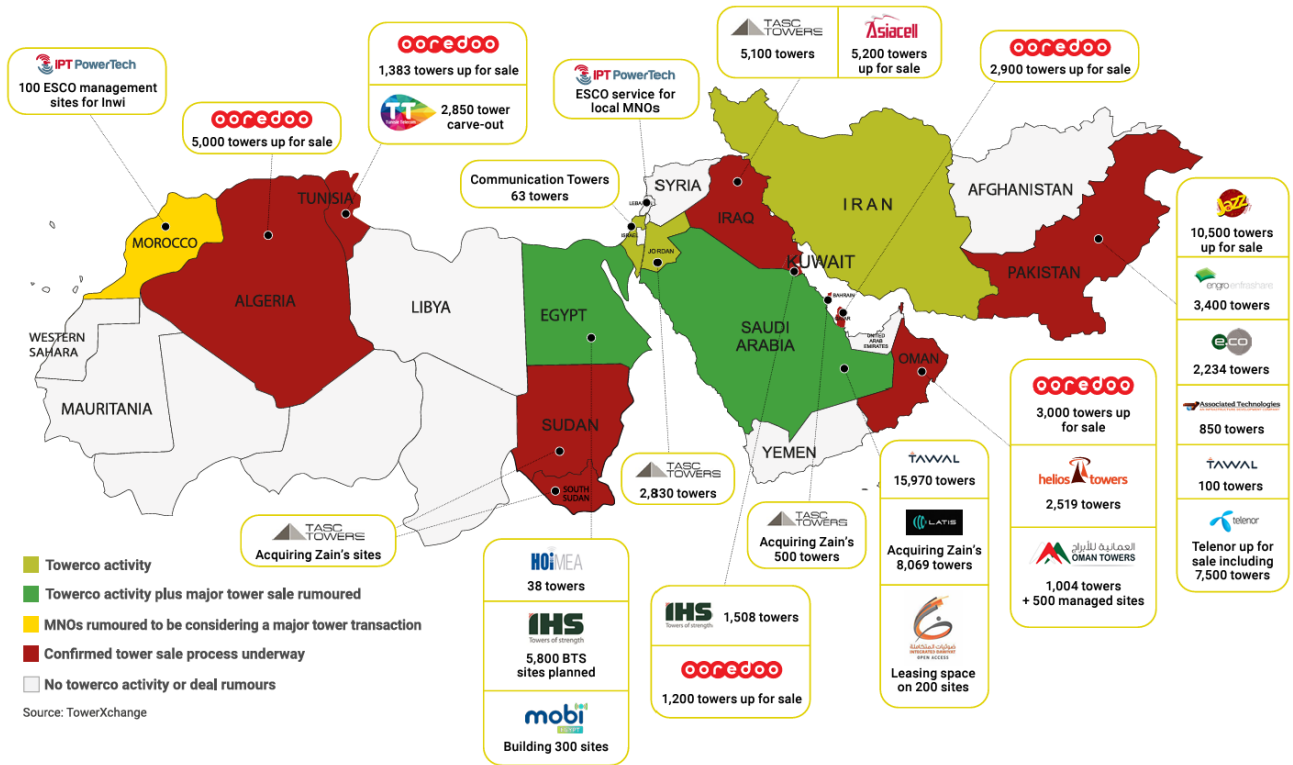 IPT PowerTech
100 ESCO management
sites for Inwi
ooredoo
5,000 towers up for sale
ooredoo
1,383 towers up for sale
TT
Tunisie Telecom
2,850 tower
carve-out
IPT PowerTech
ESCO service for
local MNOs
Communication Towers
63 towers
TASC
TOWERS
5,100 towers
Asiacell
5,200 towers
up for sale
ooredoo
2,900 towers up for sale
MOROCCO
ALGERIA
TUNISIA
LIBYA
EGYPT
WESTERN
SAHARA
MAURITANIA
SUDAN
SOUTH
SUDAN
SYRIA
ISRAEL
JORDAN
IRAQ
IRAN
KUWAIT
BAHRAIN
SAUDI
ARABIA
UNITED
ARAB
EMIRATES
OMAN
YEMEN
AFGHANISTAN
PAKISTAN
Jazz
10,500 towers
up for sale
engro enfrashare
3,400 towers
e.co
2,234 towers
Associated Technologies
850 towers
TAWAL
100 towers
telenor
Telenor up for
sale including
7,500 towers
ooredoo
3,000 towers up
for sale
helios towers
2,519 towers
العمانية للأبراج
OMAN TOWERS
1,004 towers
+ 500 managed sites
TAWAL
15,970 towers
LATIS
Acquiring Zain's
8,069 towers
ضوئيات المتكاملة
INTEGRATED DAWIYAT
OPEN ACCESS
Leasing space
on 200 sites
TASC
TOWERS
Acquiring Zain's
500 towers
TASC
TOWERS
2,830 towers
IHS
Towers of strength
1,508 towers
ooredoo
1,200 towers up for sale
HOiMEA
38 towers
IHS
Towers of strength
5,800 BTS
sites planned
mobi
EGYPT
Building 300 sites
TASC
TOWERS
Acquiring Zain's sites
Towerco activity
Towerco activity plus major tower sale rumoured
MNOs rumoured to be considering a major tower transaction
Confirmed tower sale process underway
No towerco activity or deal rumours
Source: TowerXchange